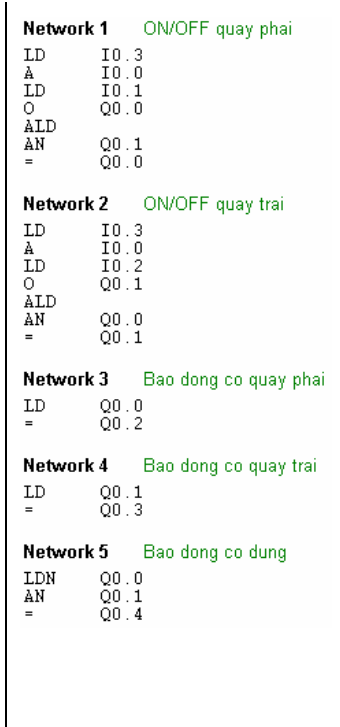 Network 1 ON/OFF quay phai
LD I0.3
A I0.0
LD I0.1
O Q0.0
ALD
AN Q0.1
= Q0.0
Network 2 ON/OFF quay trai
LD I0.3
A I0.0
LD I0.2
O Q0.1
ALD
AN Q0.0
= Q0.1
Network 3 Bao dong co quay phai
LD Q0.0
= Q0.2
Network 4 Bao dong co quay trai
LD Q0.1
= Q0.3
Network 5 Bao dong co dung
LDN Q0.0
AN Q0.1
= Q0.4